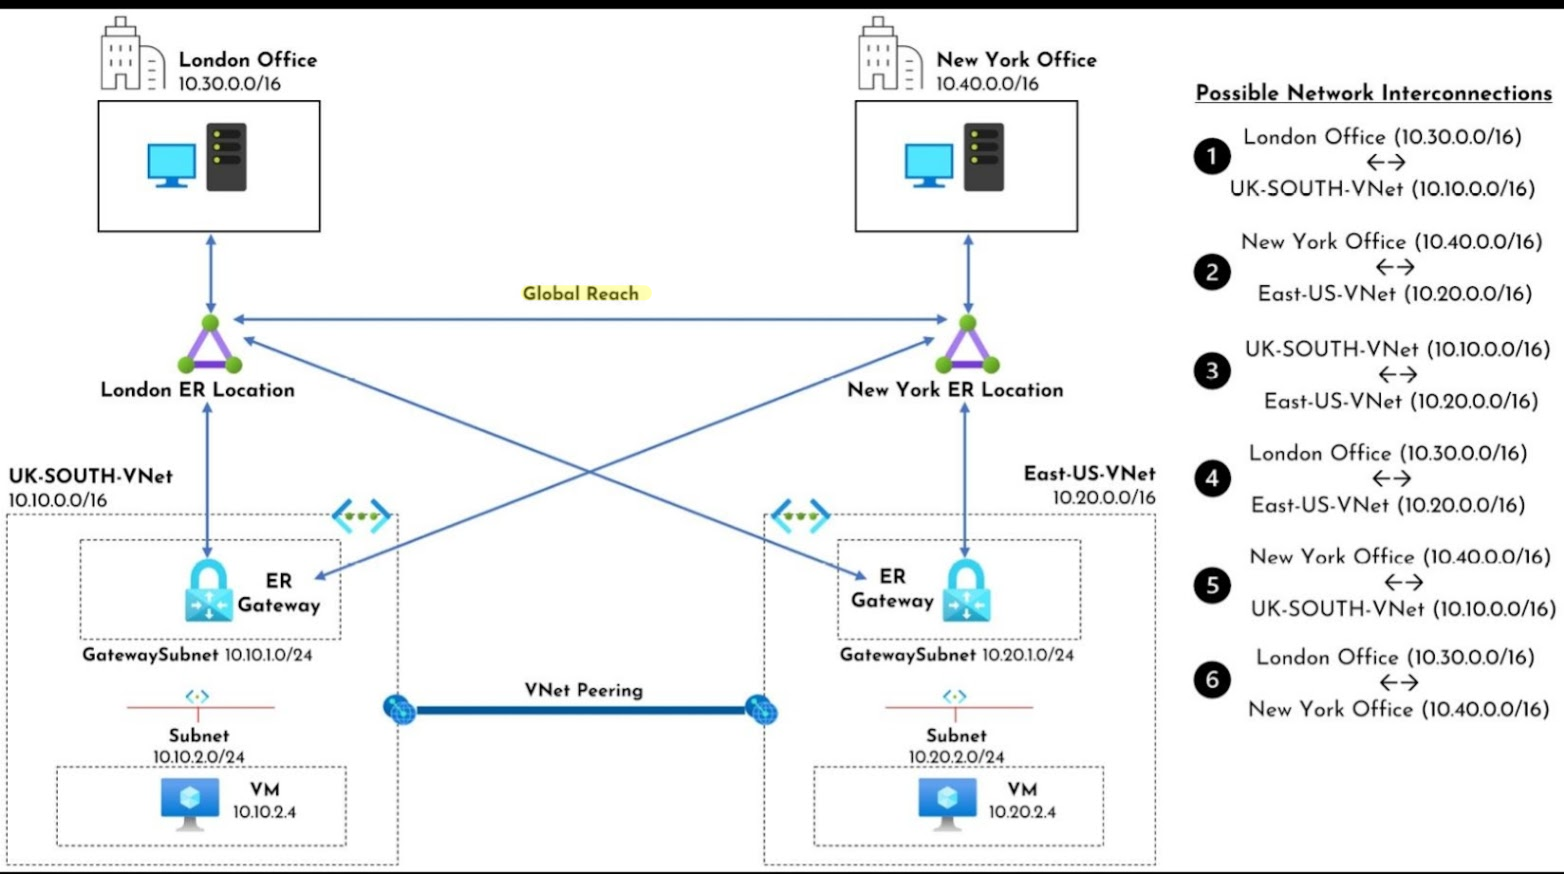 London Office
10.30.0.0/16
New York Office
10.40.0.0/16
Global Reach
London ER Location
New York ER Location
UK-SOUTH-VNet
10.10.0.0/16
East-US-VNet
10.20.0.0/16
ER
Gateway
ER
Gateway
GatewaySubnet 10.10.1.0/24
GatewaySubnet 10.20.1.0/24
VNet Peering
Subnet
10.10.2.0/24
Subnet
10.20.2.0/24
VM
10.10.2.4
VM
10.20.2.4
Possible Network Interconnections
1
London Office (10.30.0.0/16)
←→
UK-SOUTH-VNet (10.10.0.0/16)
2
New York Office (10.40.0.0/16)
←→
East-US-VNet (10.20.0.0/16)
3
UK-SOUTH-VNet (10.10.0.0/16)
←→
East-US-VNet (10.20.0.0/16)
4
London Office (10.30.0.0/16)
←→
East-US-VNet (10.20.0.0/16)
5
New York Office (10.40.0.0/16)
←→
UK-SOUTH-VNet (10.10.0.0/16)
6
London Office (10.30.0.0/16)
←→
New York Office (10.40.0.0/16)